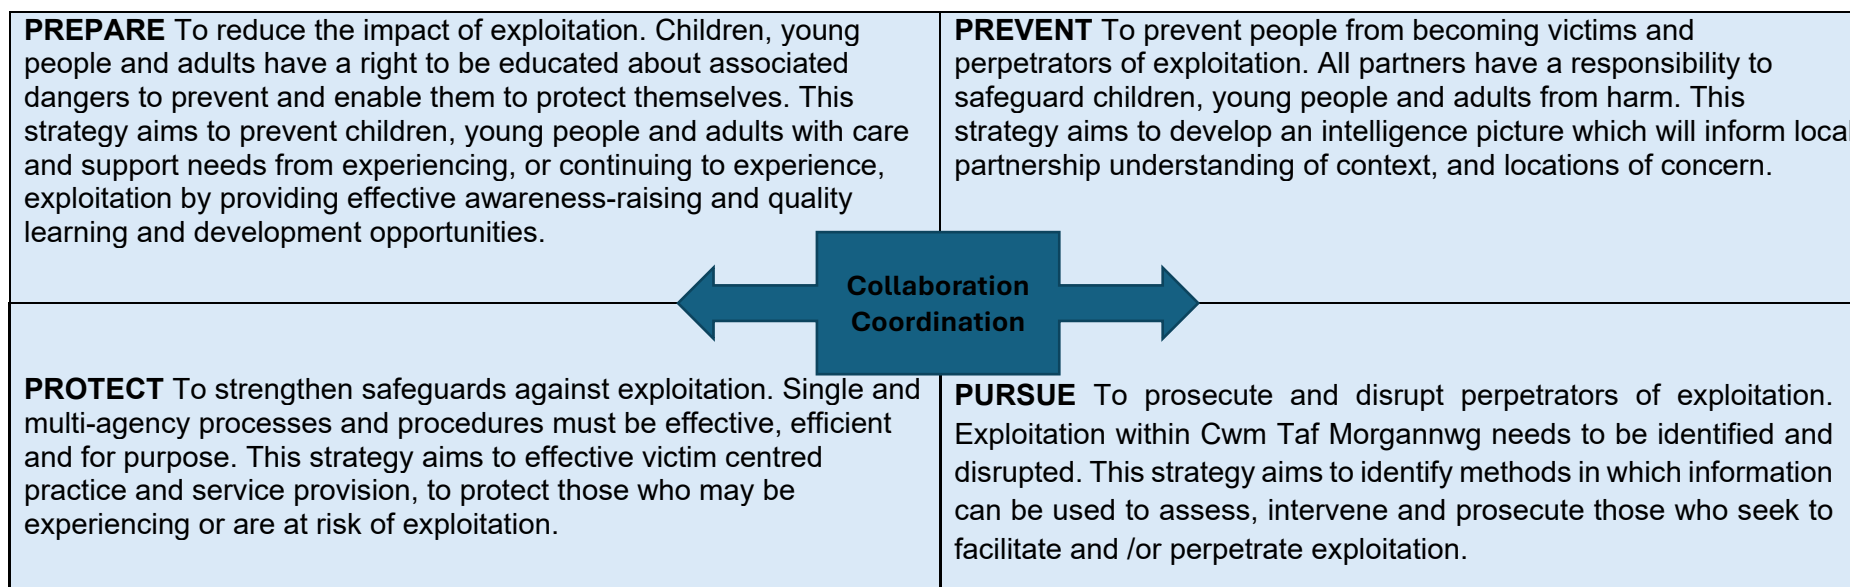 PREPARE To reduce the impact of exploitation. Children, young
people and adults have a right to be educated about associated
dangers to prevent and enable them to protect themselves. This
strategy aims to prevent children, young people and adults with care
and support needs from experiencing, or continuing to experience,
exploitation by providing effective awareness-raising and quality
learning and development opportunities.
PREVENT To prevent people from becoming victims and
perpetrators of exploitation. All partners have a responsibility to
safeguard children, young people and adults from harm. This
strategy aims to develop an intelligence picture which will inform local
partnership understanding of context, and locations of concern.
Collaboration
Coordination
PROTECT To strengthen safeguards against exploitation. Single and
multi-agency processes and procedures must be effective, efficient
and for purpose. This strategy aims to effective victim centred
practice and service provision, to protect those who may be
experiencing or are at risk of exploitation.
PURSUE To prosecute and disrupt perpetrators of exploitation.
Exploitation within Cwm Taf Morgannwg needs to be identified and
disrupted. This strategy aims to identify methods in which information
can be used to assess, intervene and prosecute those who seek to
facilitate and /or perpetrate exploitation.